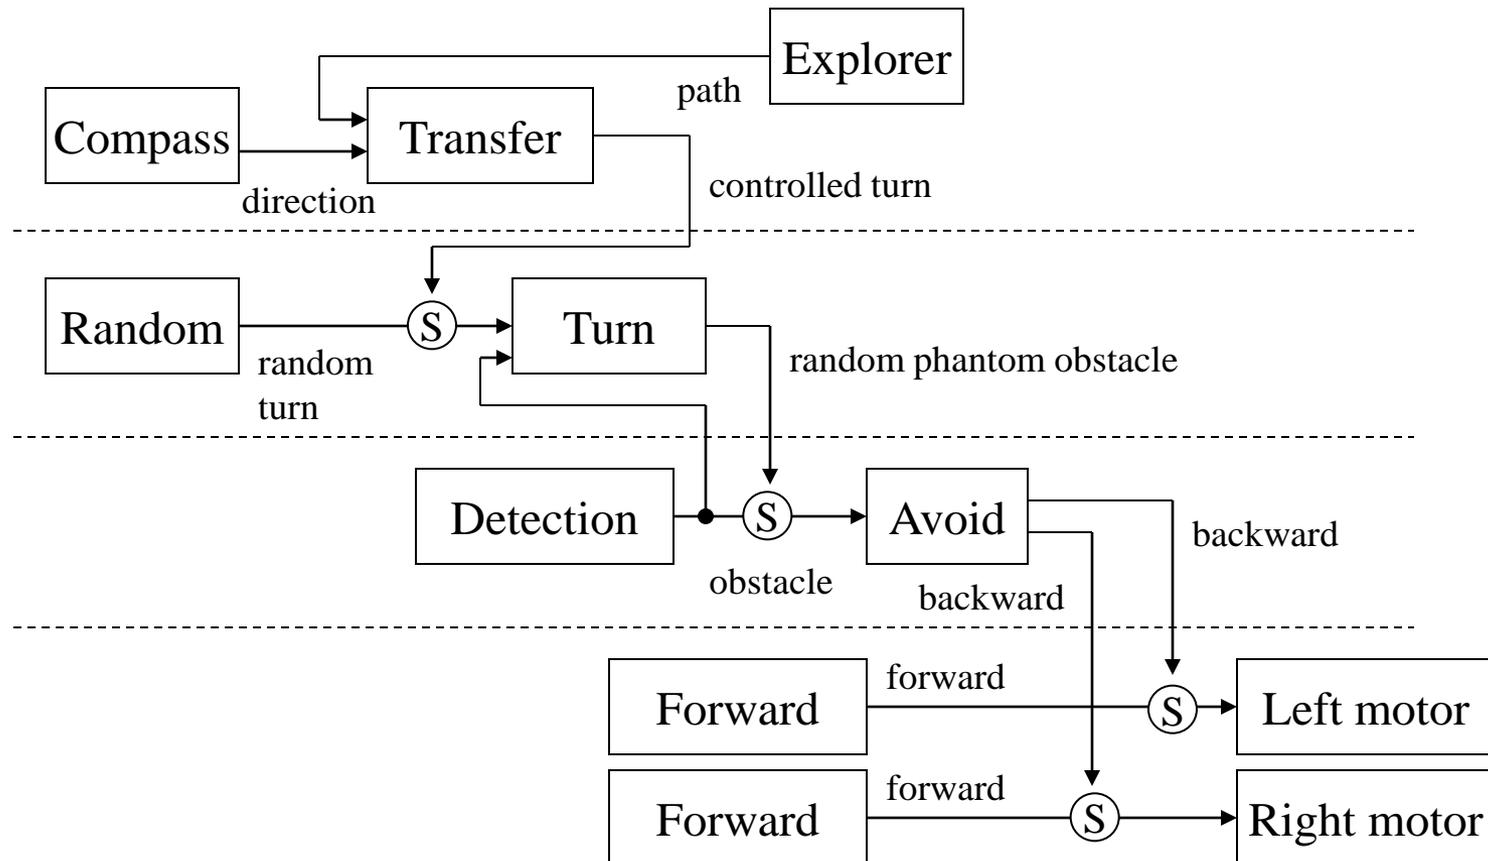 Explorer
path
Compass
Transfer
direction
controlled turn
Random
S
Turn
random
turn
random phantom obstacle
Detection
S
Avoid
obstacle
backward
backward
Forward
forward
S
Left motor
Forward
forward
S
Right motor